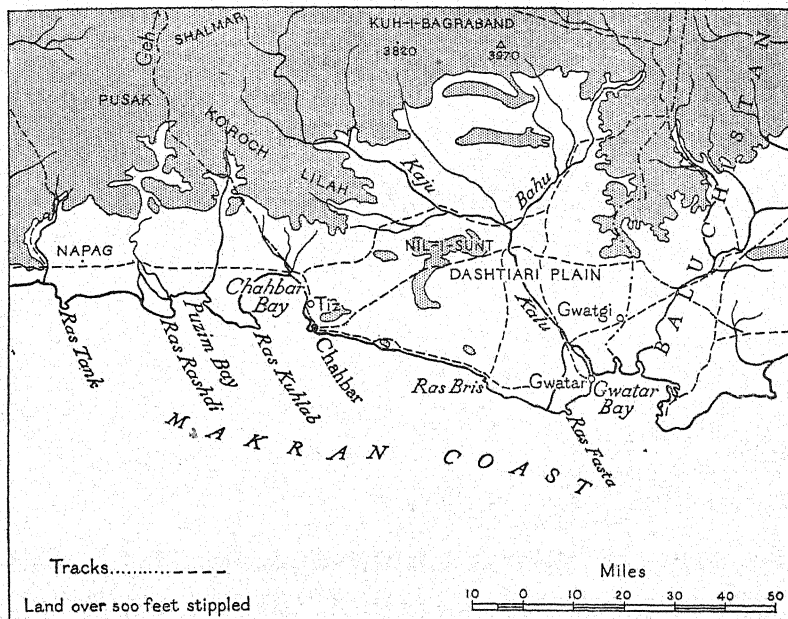 KUH-I-BAGRABAND
SHALMAR
Geh
3820
3970
PUSAK
KOROCH
LILAH
Kaju
Bahu
BALUCHISTAN
NAPAG
NIL-I-SUNT
DASHTIARI PLAIN
Chahbar
Bay
Tiz
Chahbar
Kalu
Gwatgi
Ras Tank
Ras Rashdi
Puzim Bay
Ras Kuhlab
Ras Bris
Gwatar
Gwatar
Bay
Ras Fasta
MAKRAN COAST
Tracks
Miles
Land over 500 feet stippled
10 0 10 20 30 40 50